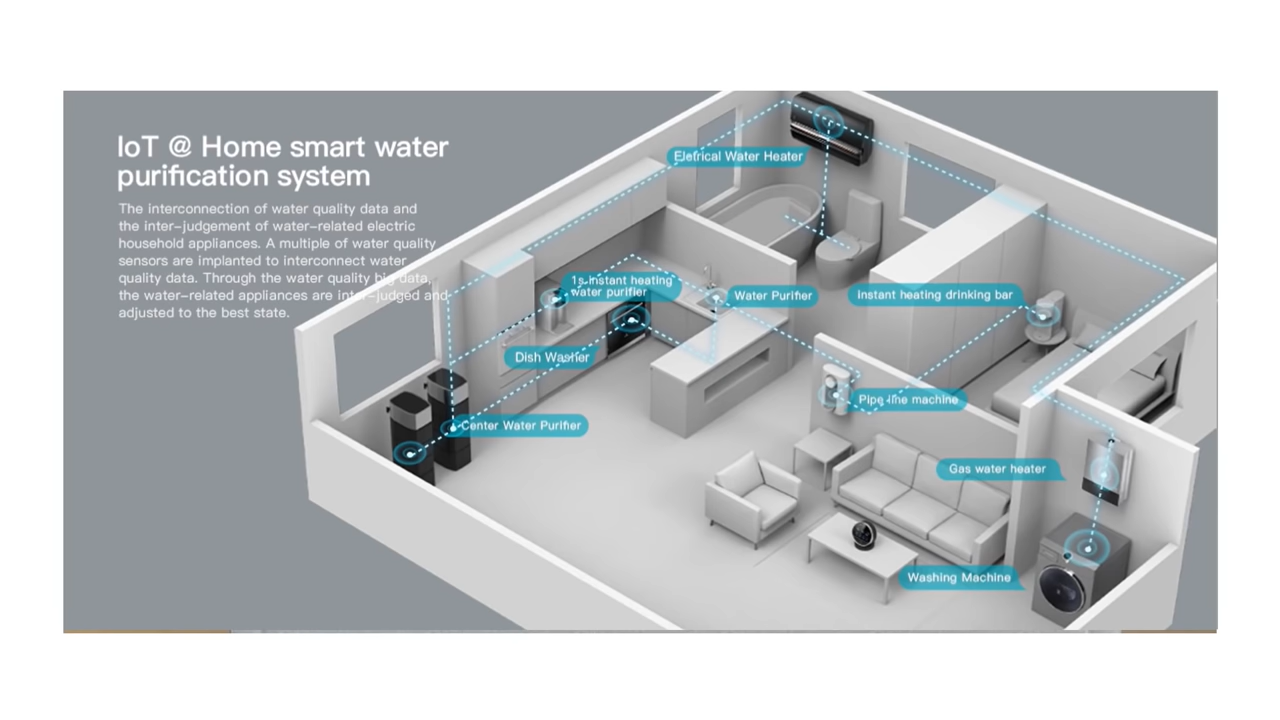 IoT @ Home smart water
purification system
The interconnection of water quality data and
the inter-judgement of water-related electric
household appliances. A multiple of water quality
sensors are implanted to interconnect water
quality data. Through the water quality big data,
the water-related appliances are inter-judged and
adjusted to the best state.
Eletrical Water Heater
1s instant heating
water purifier
Water Purifier
Instant heating drinking bar
Dish Washer
Pipe-line machine
Center Water Purifier
Gas water heater
Washing Machine